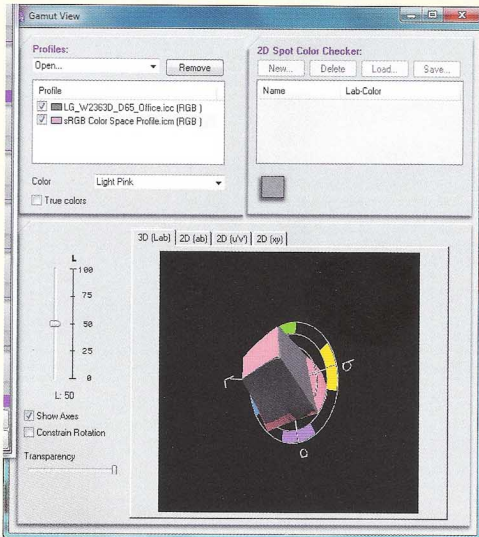 Gamut View
Profiles:
Open...
Remove
Profile
LG_W2363D_D65_Office.icc (RGB )
sRGB Color Space Profile.icm (RGB )
Color
Light Pink
True colors
2D Spot Color Checker:
New...
Delete
Load...
Save...
Name
Lab-Color
3D (Lab)
2D (ab)
2D (u'v')
2D (xy)
L
100
75
50
25
0
L: 50
Show Axes
Constrain Rotation
Transparency
L
b
a